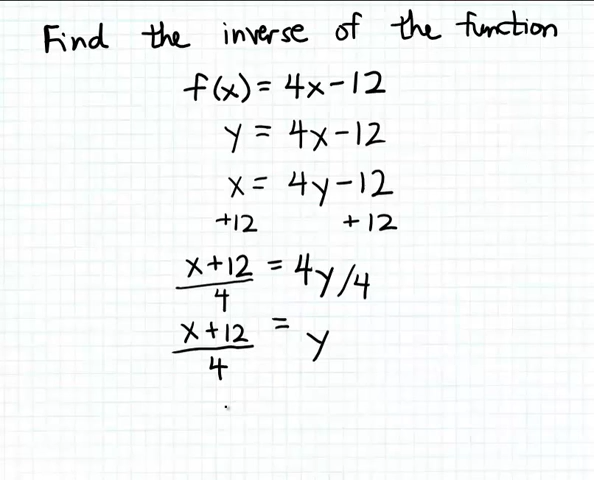 Find the inverse of the function
f(x) = 4x-12
y = 4x-12
x = 4y-12
+12 +12
x+12/4 = 4y/4
x+12/4 = y